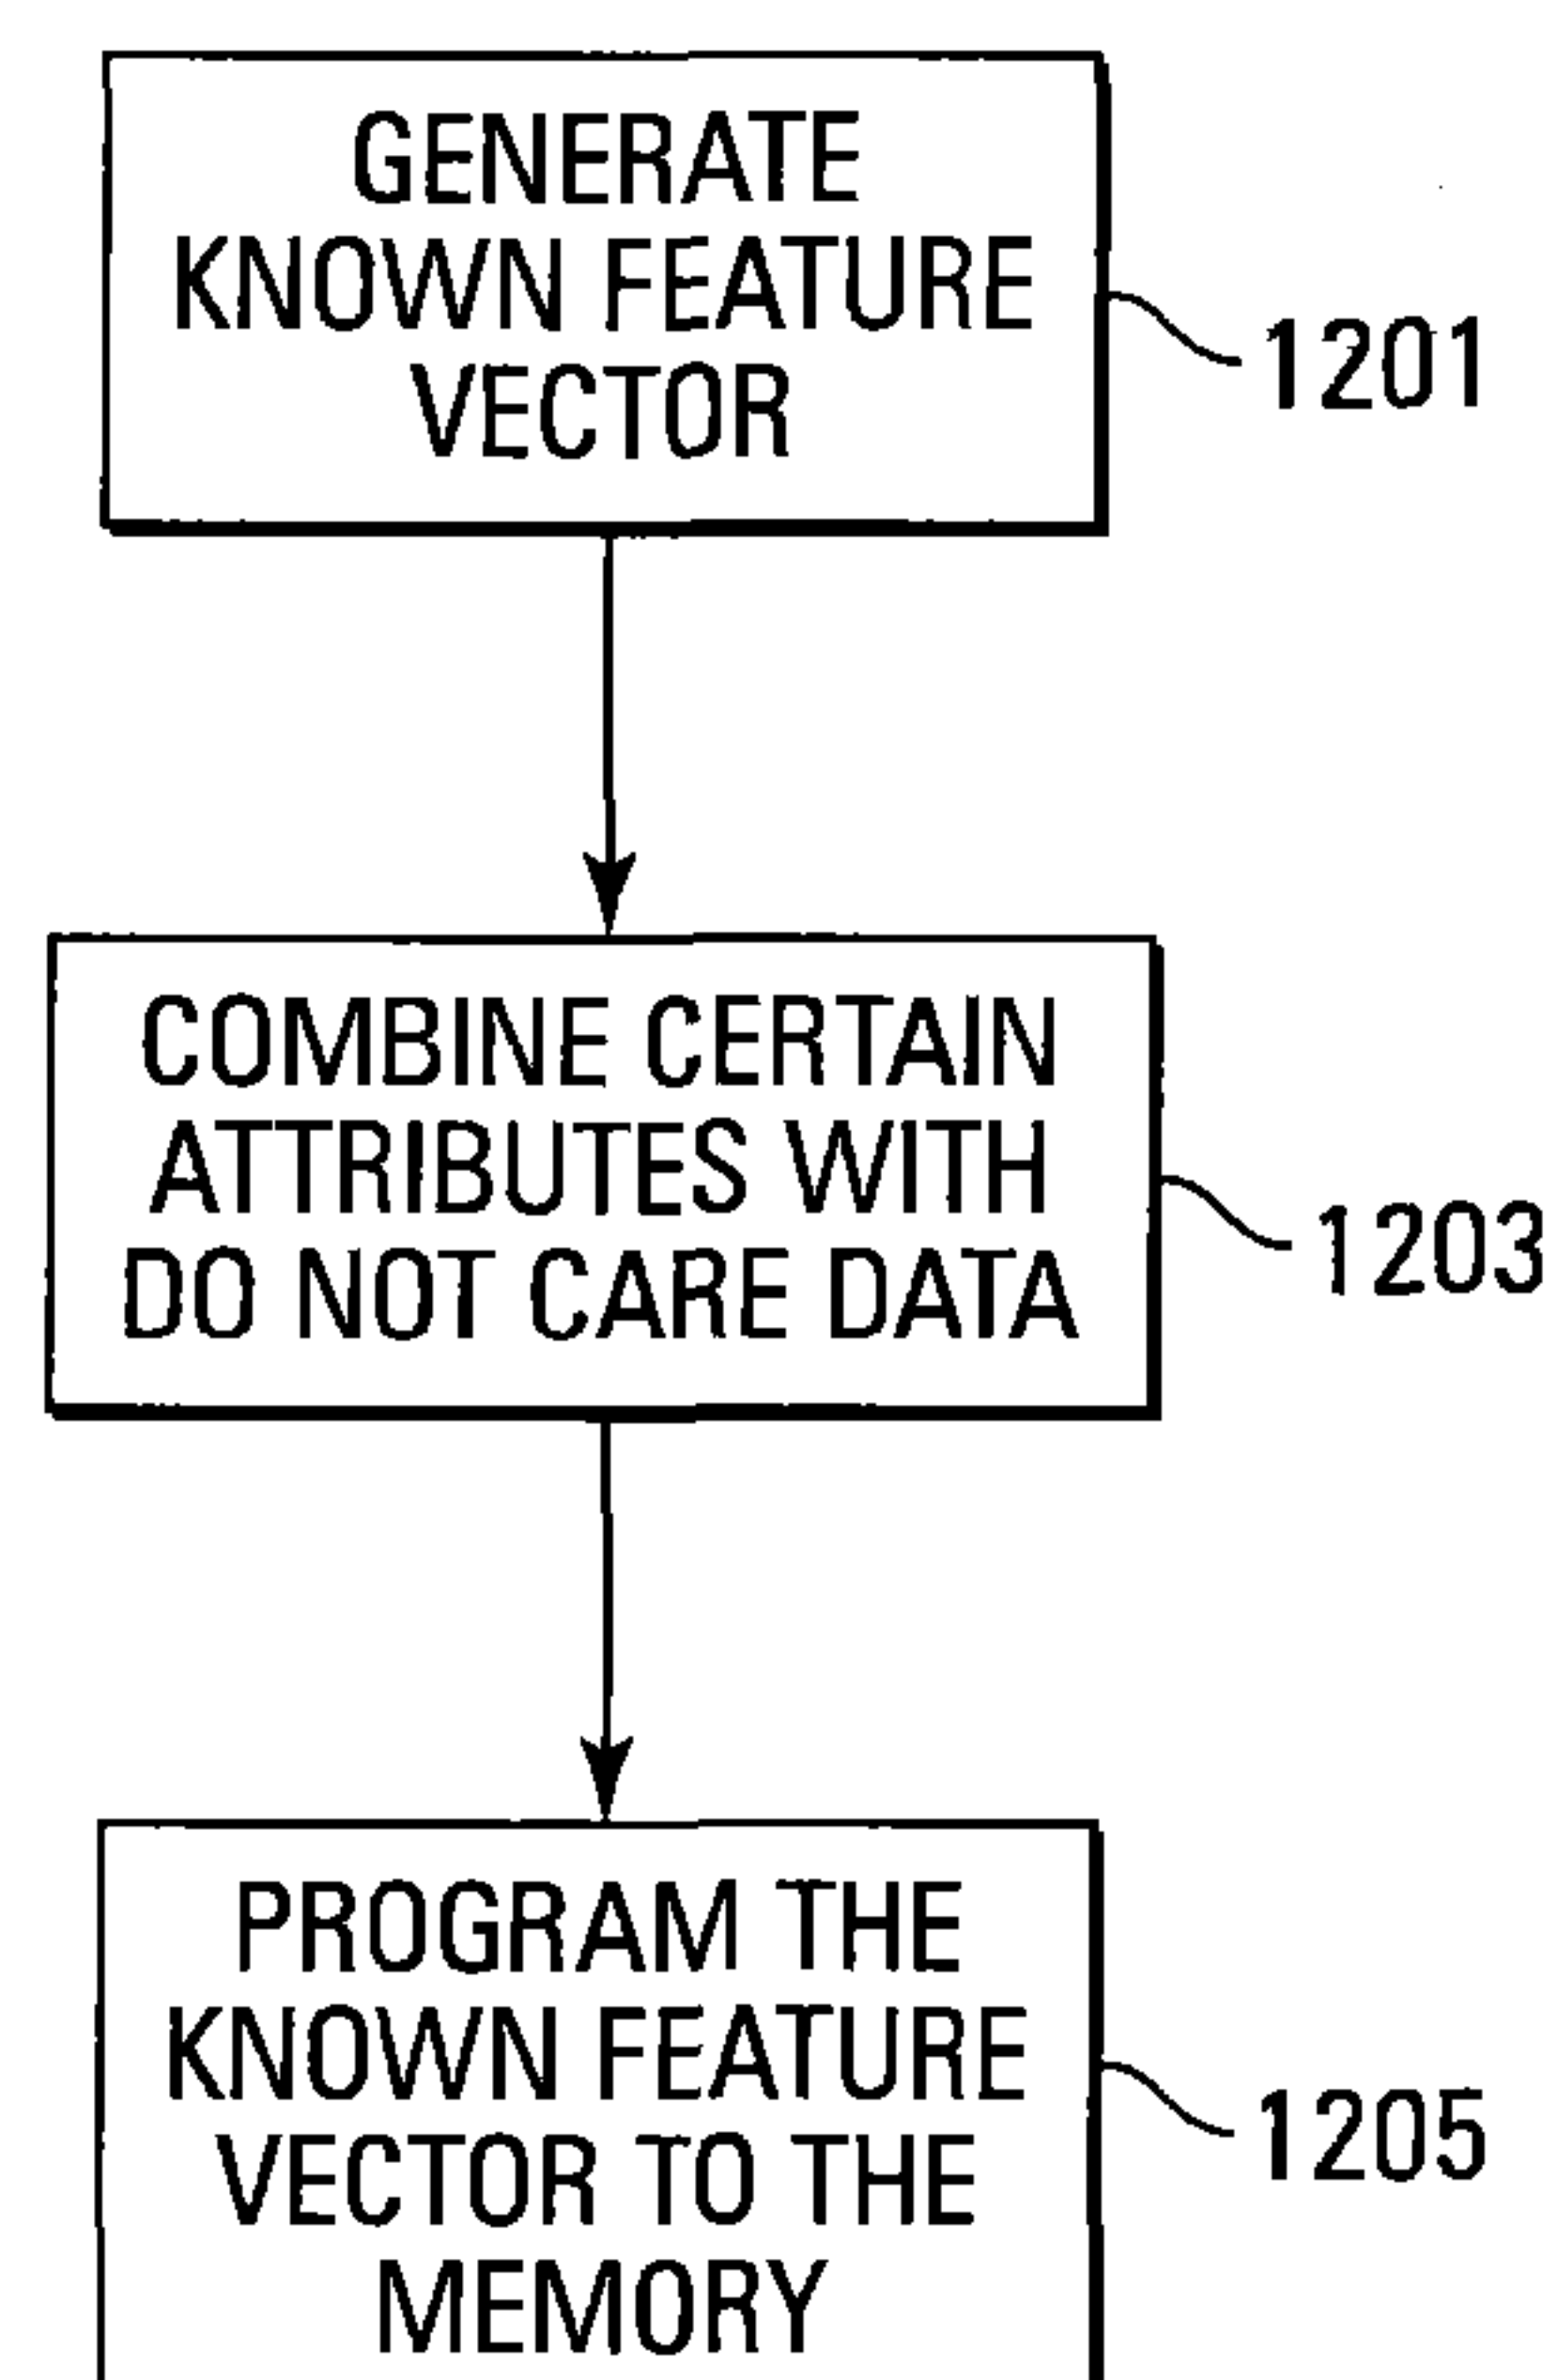 GENERATE
KNOWN FEATURE
VECTOR
1201
COMBINE CERTAIN
ATTRIBUTES WITH
DO NOT CARE DATA
1203
PROGRAM THE
KNOWN FEATURE
VECTOR TO THE
MEMORY
1205